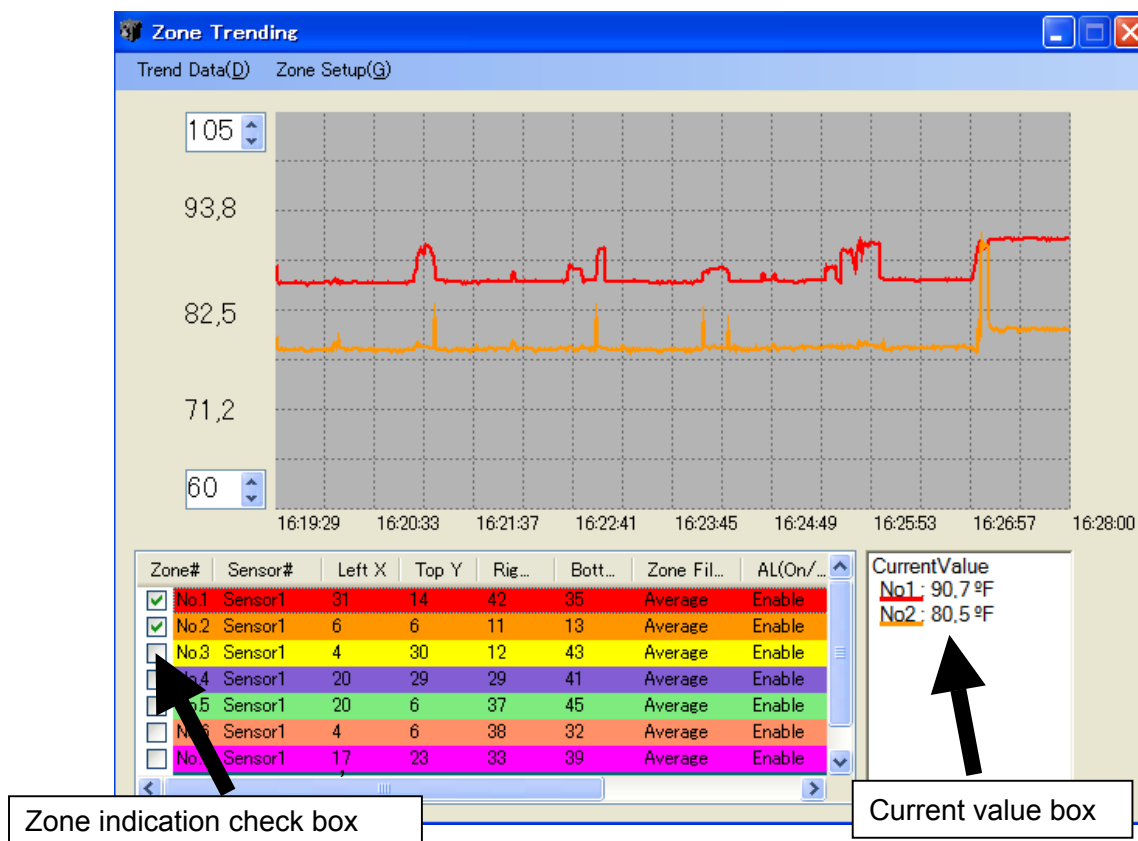 Zone Trending
Trend Data(D) Zone Setup(G)
105
93,8
82,5
71,2
60
16:19:29 16:20:33 16:21:37 16:22:41 16:23:45 16:24:49 16:25:53 16:26:57 16:28:00
Zone# Sensor# Left X Top Y Rig... Bott... Zone Fil... AL(On/...
No.1 Sensor1 31 14 42 35 Average Enable
No.2 Sensor1 6 6 11 13 Average Enable
No.3 Sensor1 4 30 12 43 Average Enable
No.4 Sensor1 20 29 29 41 Average Enable
No.5 Sensor1 20 6 37 45 Average Enable
Sensor1 4 6 38 32 Average Enable
Sensor1 17 23 33 39 Average Enable
CurrentValue
No1 : 90,7 ºF
No2 : 80,5 ºF
Zone indication check box
Current value box